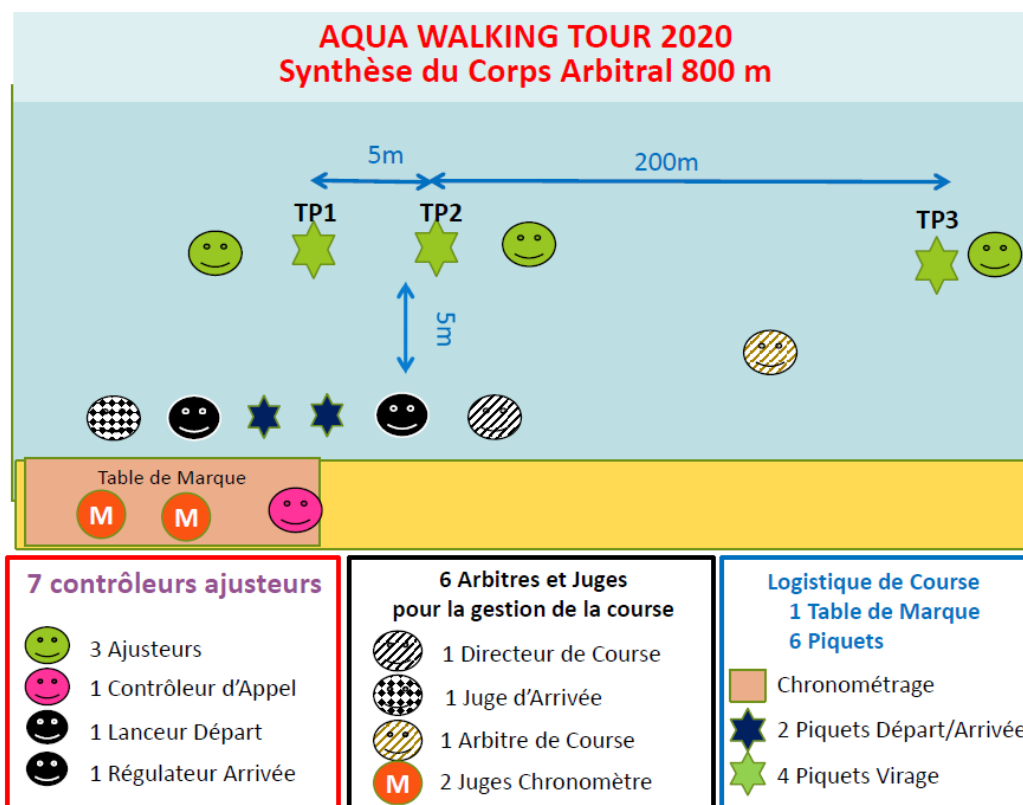 AQUA WALKING TOUR 2020
Synthèse du Corps Arbitral 800 m
5m
200m
TP1
TP2
TP3
5m
Table de Marque
M
M
7 contrôleurs ajusteurs
3 Ajusteurs
1 Contrôleur d'Appel
1 Lanceur Départ
1 Régulateur Arrivée
6 Arbitres et Juges
pour la gestion de la course
1 Directeur de Course
1 Juge d'Arrivée
1 Arbitre de Course
M
2 Juges Chronomètre
Logistique de Course
1 Table de Marque
6 Piquets
Chronométrage
2 Piquets Départ/Arrivée
4 Piquets Virage